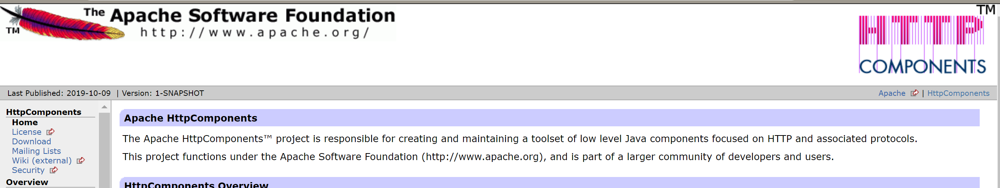 The Apache Software Foundation
http://www.apache.org/
TM
TM
HTTP
COMPONENTS
Last Published: 2019-10-09 | Version: 1-SNAPSHOT
Apache | HttpComponents
HttpComponents
Home
License
Download
Mailing Lists
Wiki (external)
Security
Overview
Apache HttpComponents
The Apache HttpComponents™ project is responsible for creating and maintaining a toolset of low level Java components focused on HTTP and associated protocols.
This project functions under the Apache Software Foundation (http://www.apache.org), and is part of a larger community of developers and users.
HttpComponents Overview